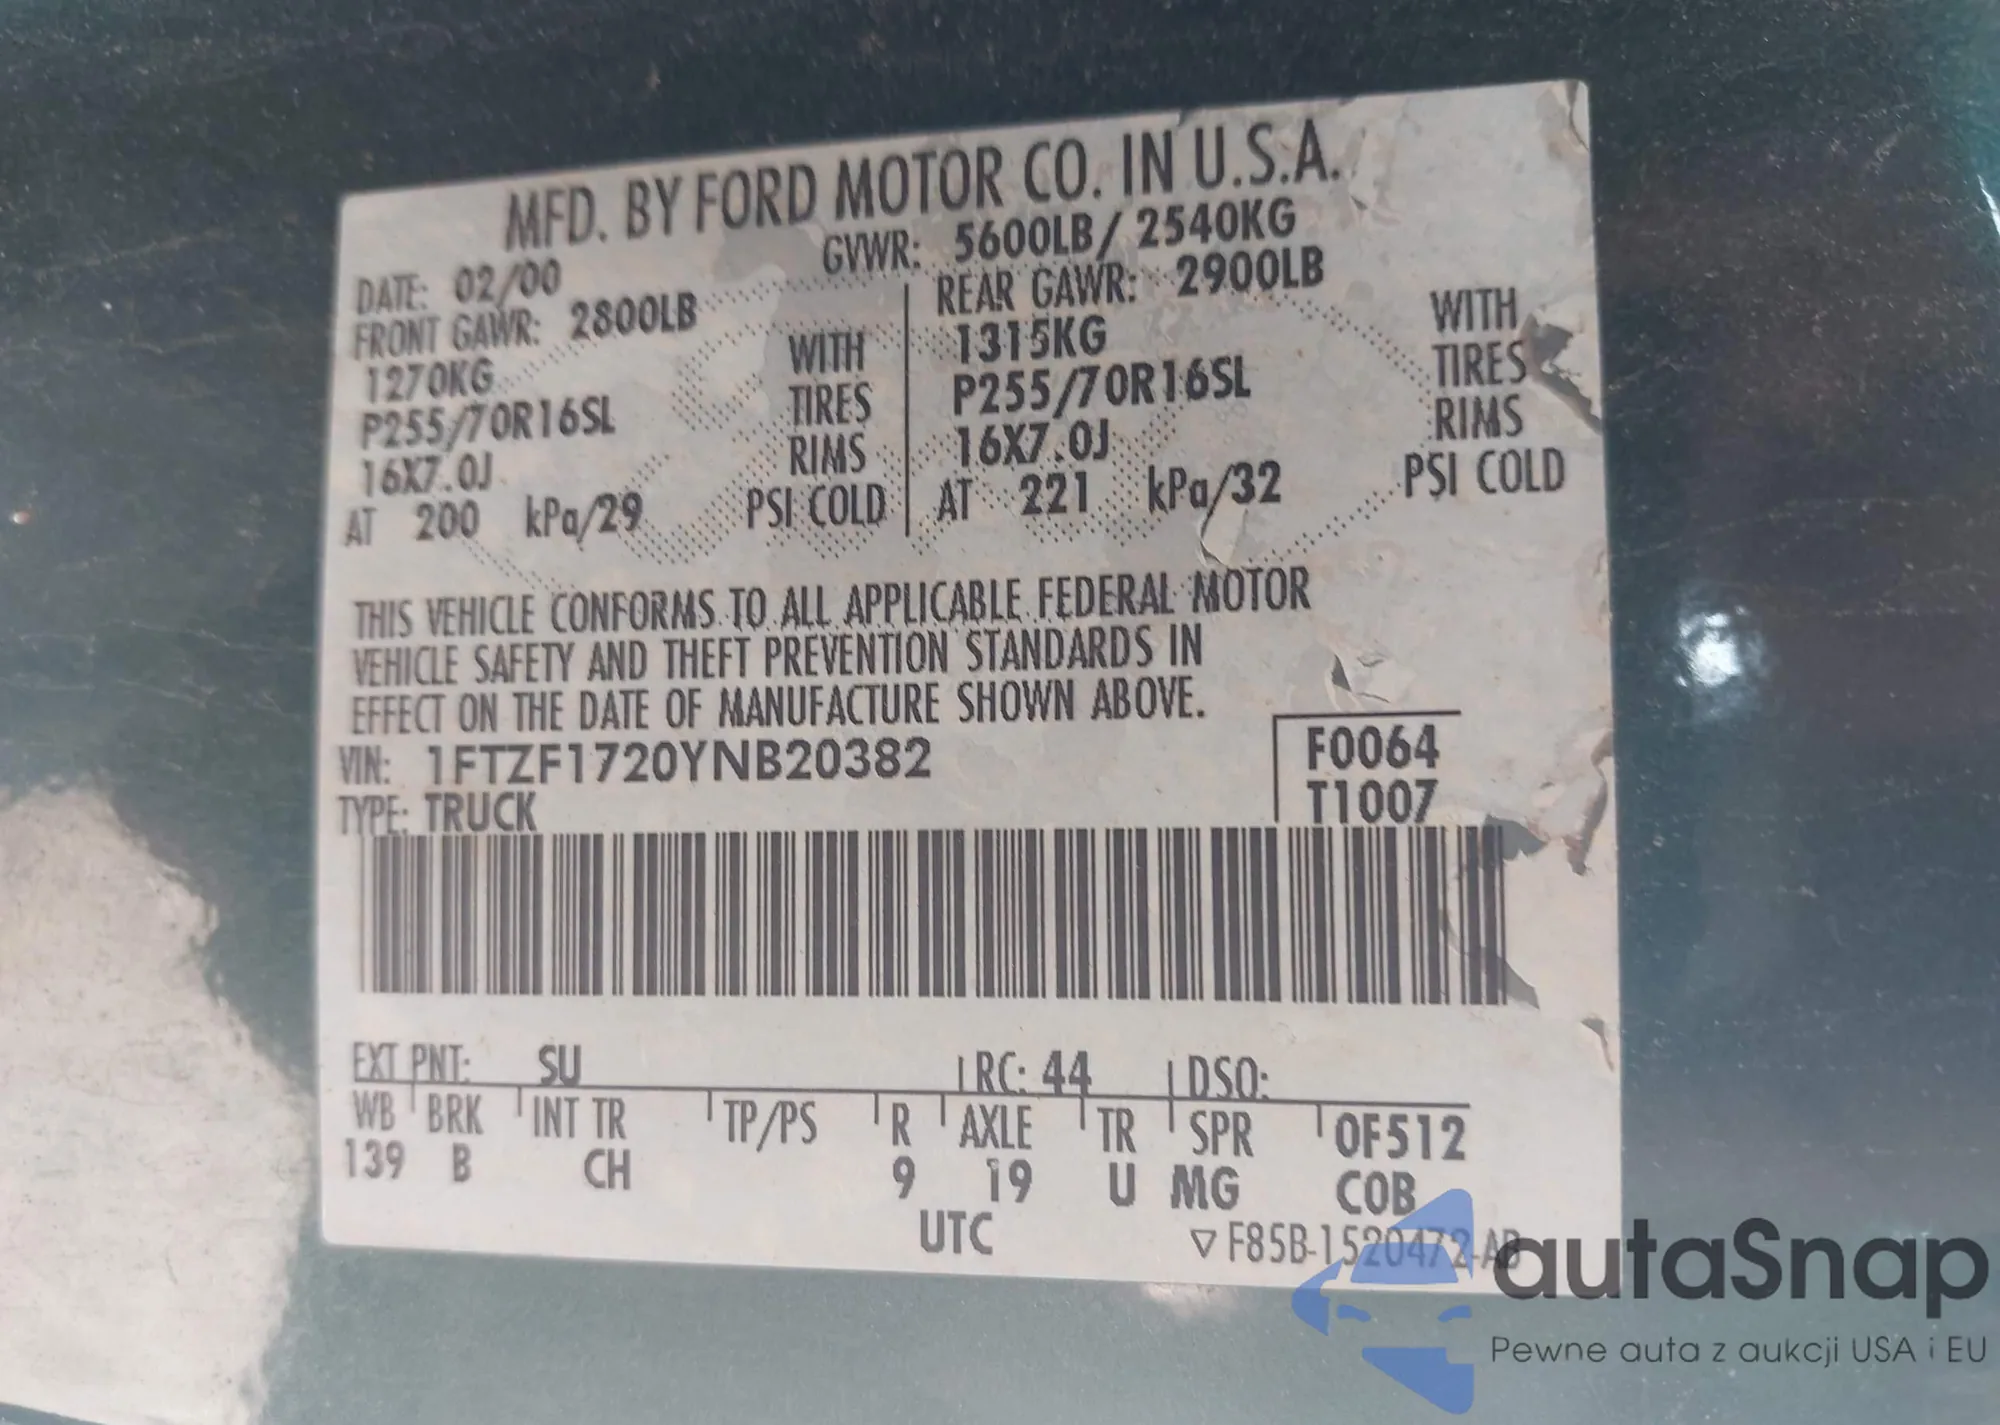 MFD. BY FORD MOTOR CO. IN U.S.A.
DATE: 02/00 GVWR: 5600LB/ 2540KG
FRONT GAWR: 2800LB REAR GAWR: 2900LB
1270KG WITH 1315KG WITH
P255/70R16SL TIRES P255/70R16SL TIRES
16X7.0J RIMS 16X7.0J RIMS
AT 200 kPa/29 PSI COLD AT 221 kPa/32 PSI COLD
THIS VEHICLE CONFORMS TO ALL APPLICABLE FEDERAL MOTOR
VEHICLE SAFETY AND THEFT PREVENTION STANDARDS IN
EFFECT ON THE DATE OF MANUFACTURE SHOWN ABOVE.
VIN: 1FTZF1720YNB20382 F0064
TYPE: TRUCK T1007
EXT PNT: SU RC: 44 DSO:
WB BRK INT TR TP/PS R AXLE TR SPR 0F512
139 B CH 9 19 U MG COB
UTC F85B-1520472-AB
autaSnap
Pewne auta z aukcji USA i EU